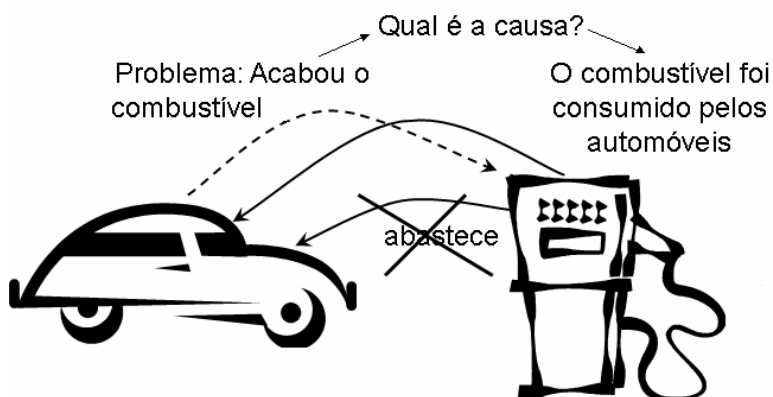 Qual é a causa?
Problema: Acabou o
combustível
O combustível foi
consumido pelos
automóveis
abastece